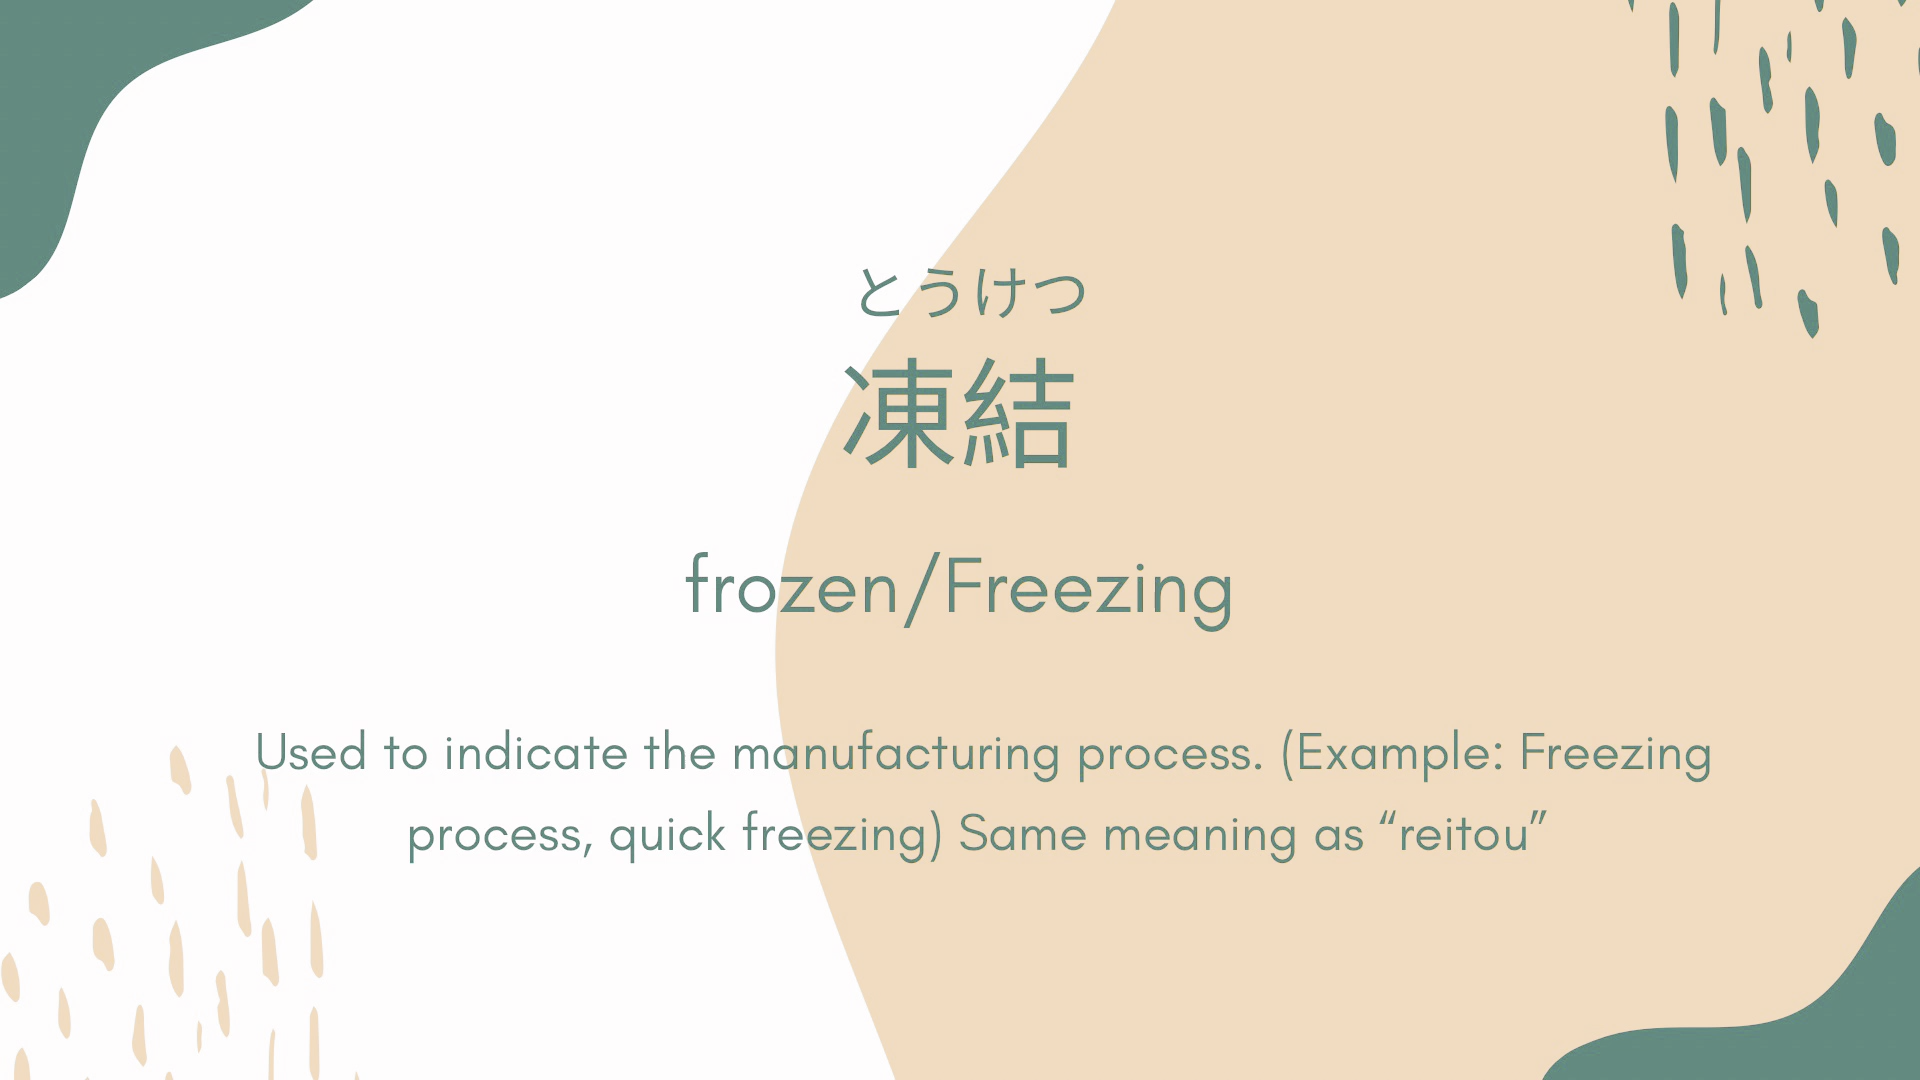 とうけつ
凍結
frozen/Freezing
Used to indicate the manufacturing process. (Example: Freezing
process, quick freezing) Same meaning as “reitou”